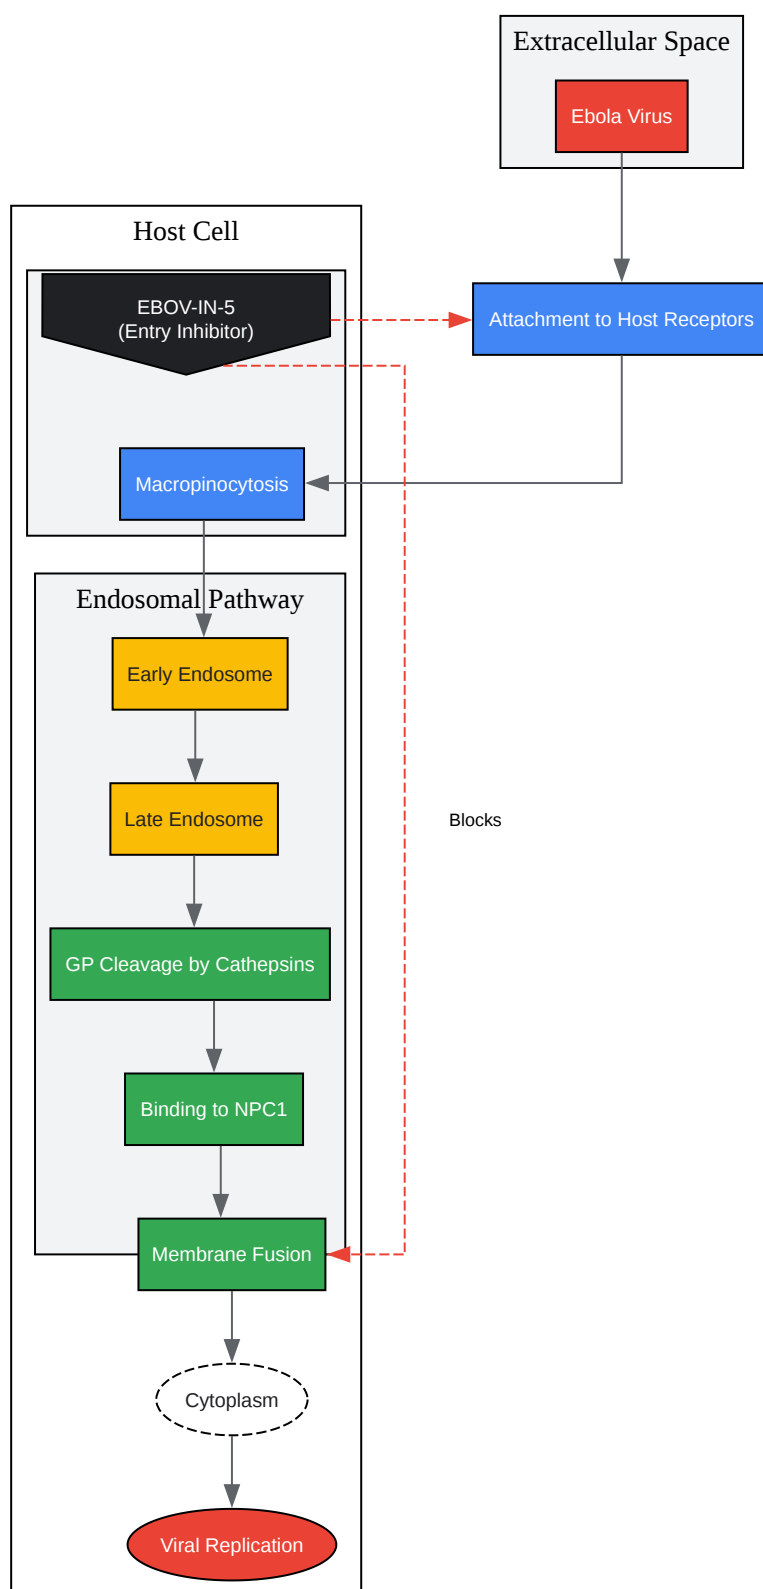 Extracellular Space
Ebola Virus
Host Cell
EBOV-IN-5
(Entry Inhibitor)
Attachment to Host Receptors
Macropinocytosis
Endosomal Pathway
Early Endosome
Late Endosome
Blocks
GP Cleavage by Cathepsins
Binding to NPC1
Membrane Fusion
Cytoplasm
Viral Replication